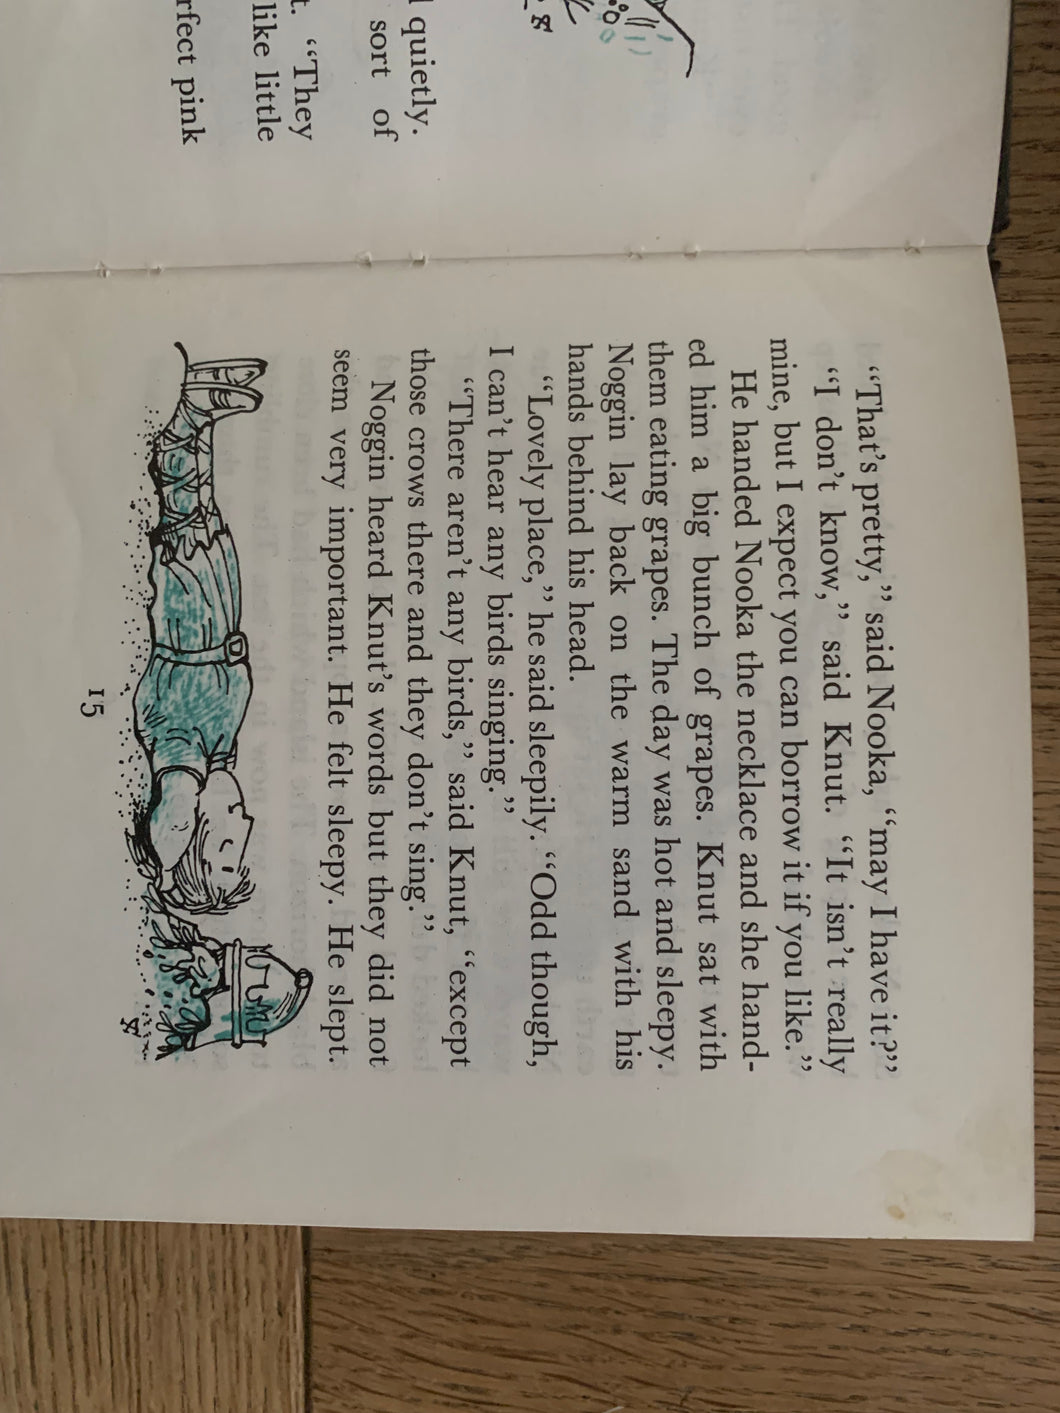 quietly.
sort of
"They
like little
pink
"That's pretty," said Nooka, "may I have it?"
"I don't know," said Knut. "It isn't really
mine, but I expect you can borrow it if you like."
He handed Nooka the necklace and she hand-
ed him a big bunch of grapes. Knut sat with
them eating grapes. The day was hot and sleepy.
Noggin lay back on the warm sand with his
hands behind his head.
"Lovely place," he said sleepily. "Odd though,
I can't hear any birds singing."
"There aren't any birds," said Knut, "except
those crows there and they don't sing."
Noggin heard Knut's words but they did not
seem very important. He felt sleepy. He slept.
15